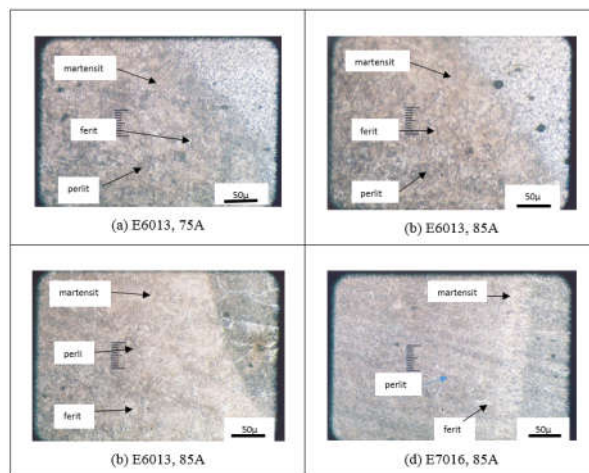 martensit
ferit
perlit
50µ
(a) E6013, 75A
martensit
ferit
perlit
50µ
(b) E6013, 85A
martensit
perli
ferit
50µ
(b) E6013, 85A
martensit
perlit
ferit
50µ
(d) E7016, 85A